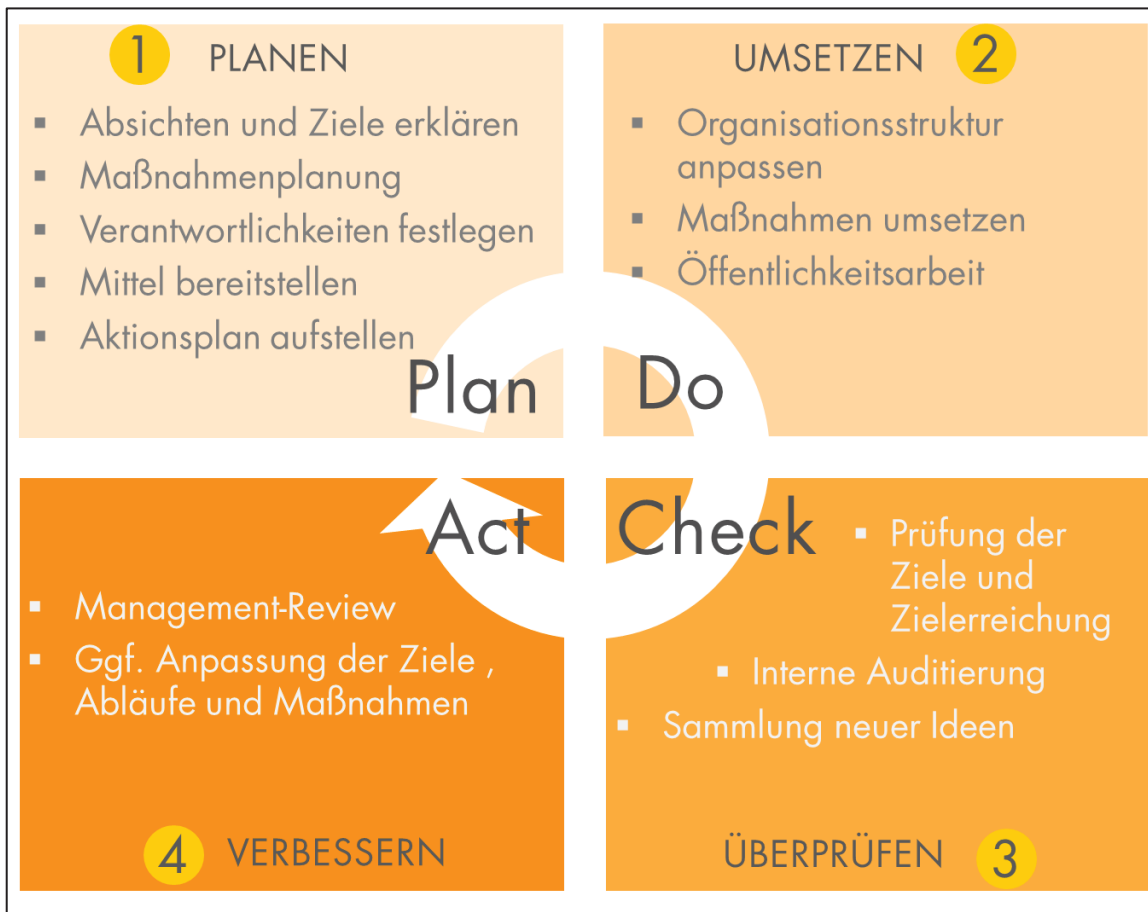 1 PLANEN
▪ Absichten und Ziele erklären
▪ Maßnahmenplanung
▪ Verantwortlichkeiten festlegen
▪ Mittel bereitstellen
▪ Aktionsplan aufstellen
Plan
UMSETZEN 2
▪ Organisationsstruktur
anpassen
▪ Maßnahmen umsetzen
▪ Öffentlichkeitsarbeit
Do
Check
▪ Prüfung der
Ziele und
Zielerreichung
▪ Interne Auditierung
▪ Sammlung neuer Ideen
ÜBERPRÜFEN 3
Act
▪ Management-Review
▪ Ggf. Anpassung der Ziele ,
Abläufe und Maßnahmen
4 VERBESSERN